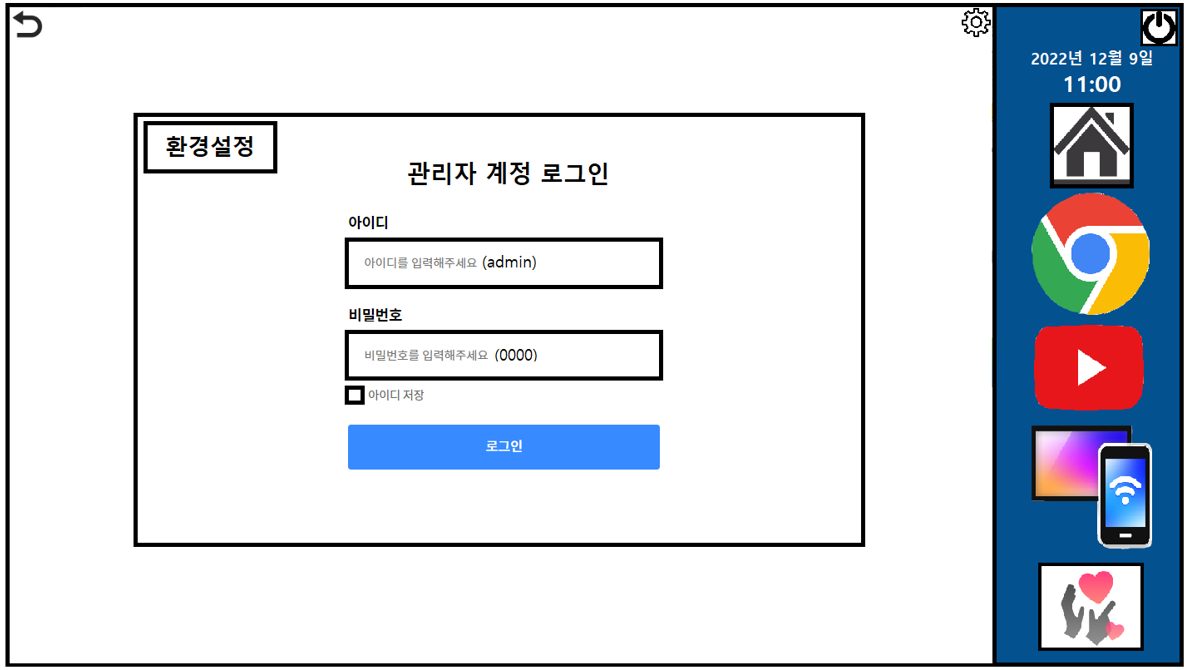 2022년 12월 9일
11:00
환경설정
관리자 계정 로그인
아이디
아이디를 입력해주세요 (admin)
비밀번호
비밀번호를 입력해주세요 (0000)
아이디 저장
로그인